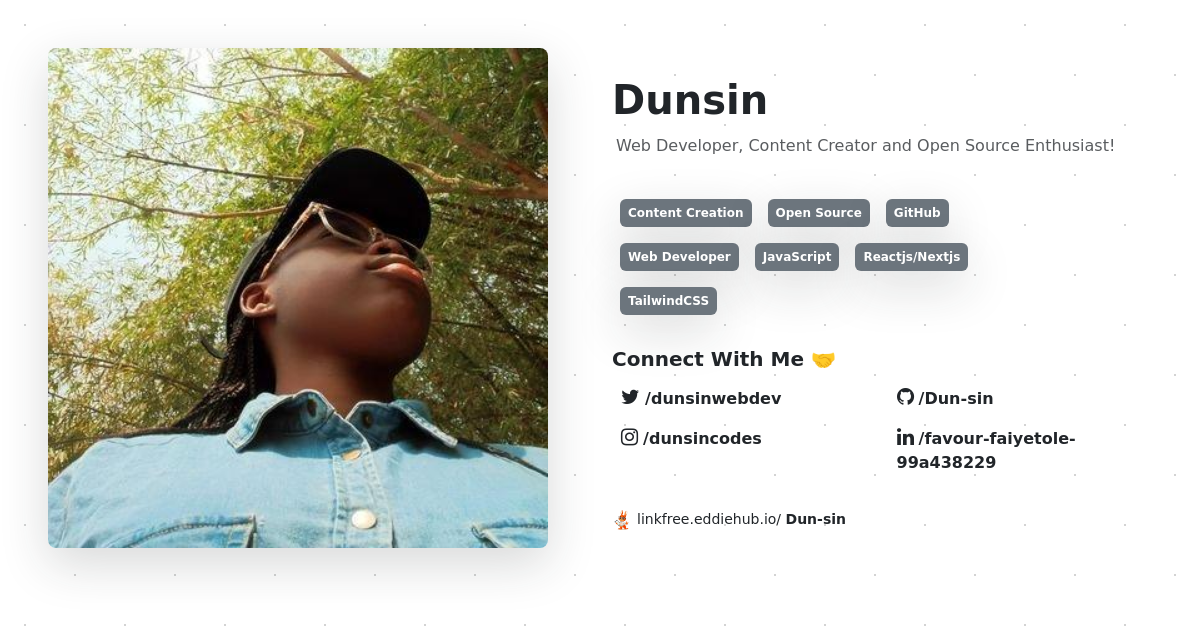 Dunsin
Web Developer, Content Creator and Open Source Enthusiast!
Content Creation Open Source GitHub
Web Developer JavaScript Reactjs/Nextjs
TailwindCSS
Connect With Me 🤝
/dunsinwebdev /Dun-sin
/dunsincodes /favour-faiyetole-
99a438229
linkfree.eddiehub.io/ Dun-sin